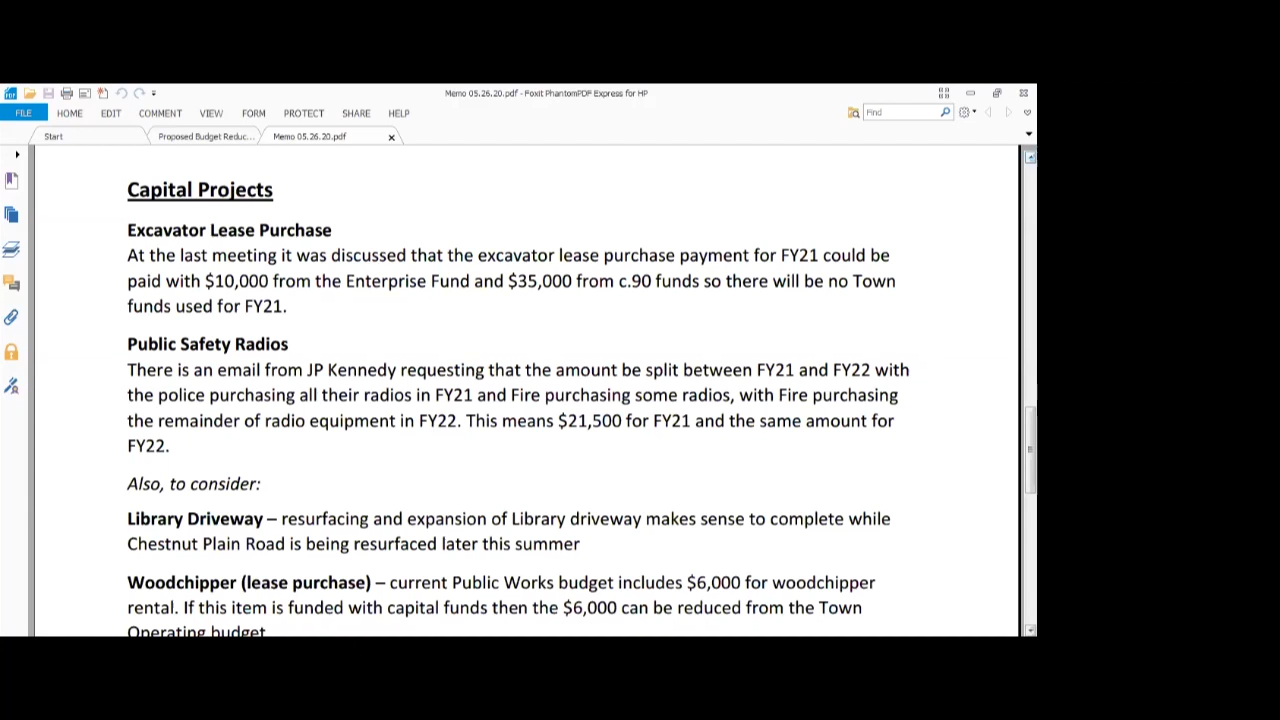 Memo 05.26.20.pdf - Foxit PhantomPDF Express for HP
FILE HOME EDIT COMMENT VIEW FORM PROTECT SHARE HELP
Find
Start Proposed Budget Reduc... Memo 05.26.20.pdf
Capital Projects
Excavator Lease Purchase
At the last meeting it was discussed that the excavator lease purchase payment for FY21 could be
paid with $10,000 from the Enterprise Fund and $35,000 from c.90 funds so there will be no Town
funds used for FY21.
Public Safety Radios
There is an email from JP Kennedy requesting that the amount be split between FY21 and FY22 with
the police purchasing all their radios in FY21 and Fire purchasing some radios, with Fire purchasing
the remainder of radio equipment in FY22. This means $21,500 for FY21 and the same amount for
FY22.
Also, to consider:
Library Driveway – resurfacing and expansion of Library driveway makes sense to complete while
Chestnut Plain Road is being resurfaced later this summer
Woodchipper (lease purchase) – current Public Works budget includes $6,000 for woodchipper
rental. If this item is funded with capital funds then the $6,000 can be reduced from the Town
Operating budget